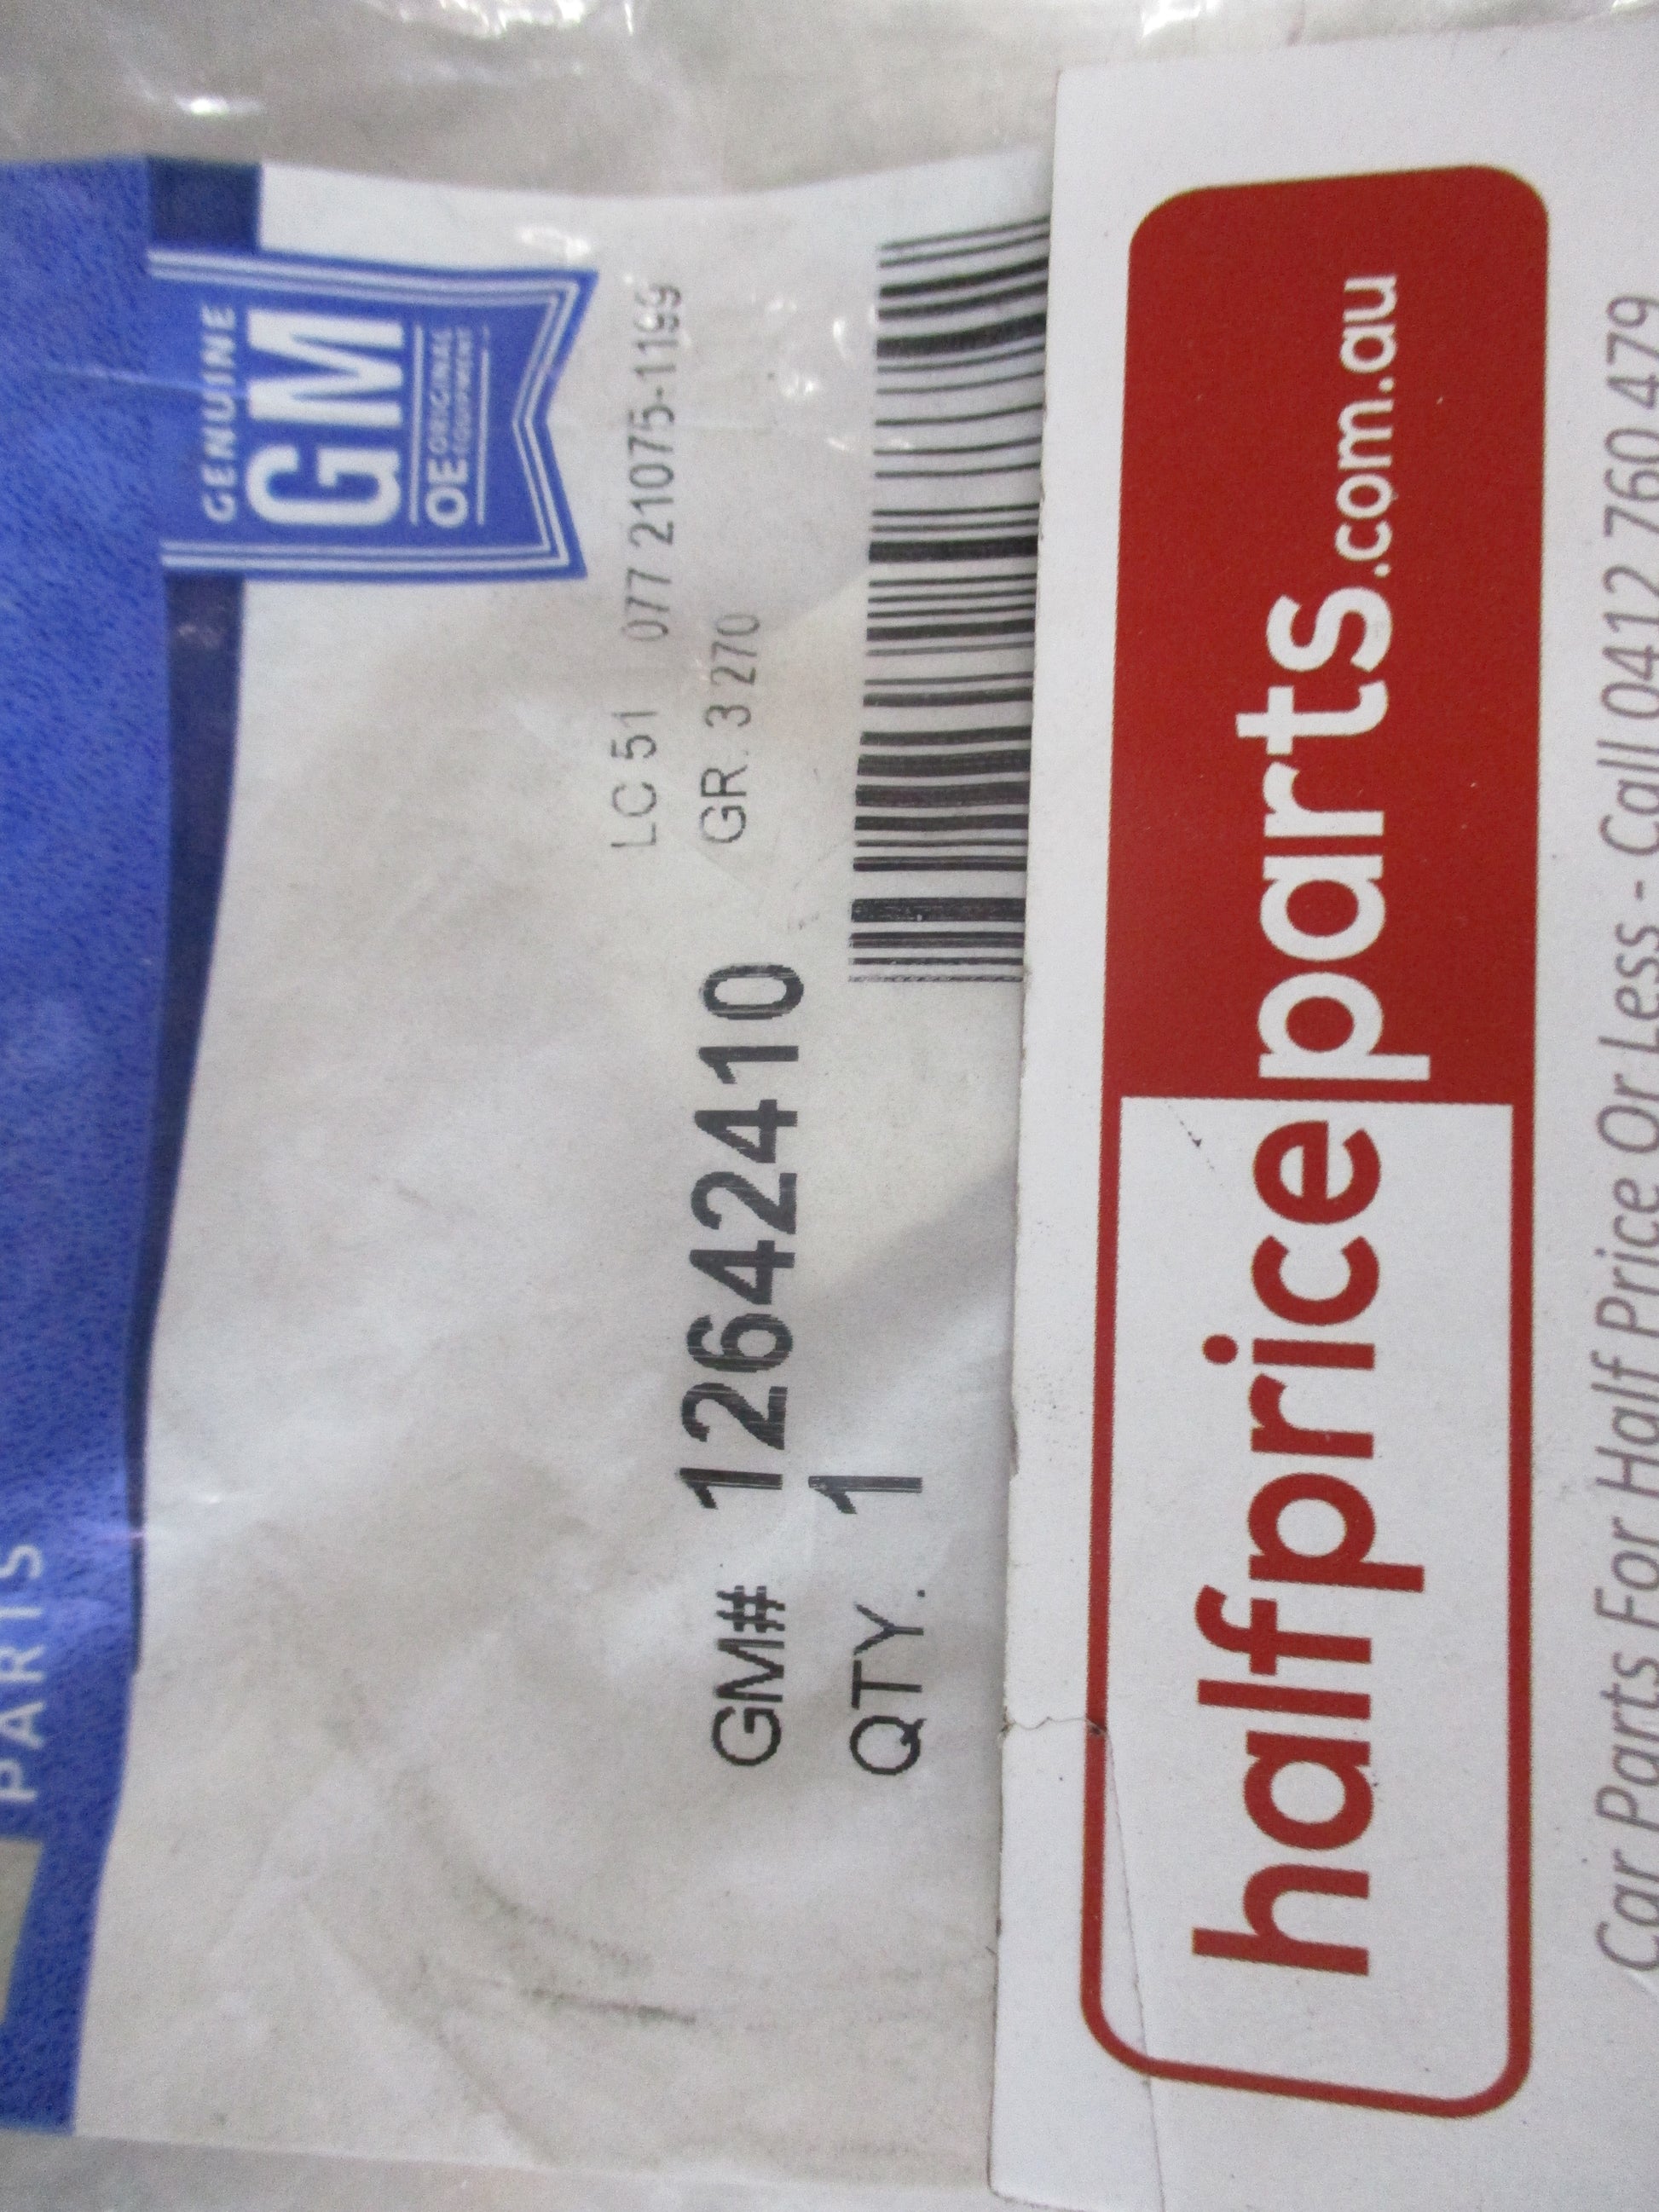 PARTS
GENUINE
GM
OE ORIGINAL EQUIPMENT
LC 51 077 21075-1199
GR. 3 270
GM# 12642410
QTY. 1
halfpriceparts.com.au
Car Parts For Half Price Or Less - Call 0412 760 479